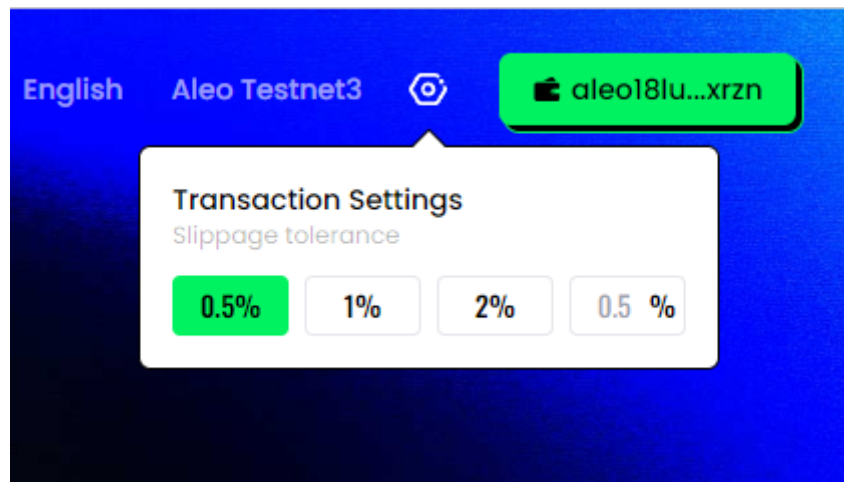 English Aleo Testnet3 aleo18lu...xrzn
Transaction Settings
Slippage tolerance
0.5% 1% 2% 0.5 %